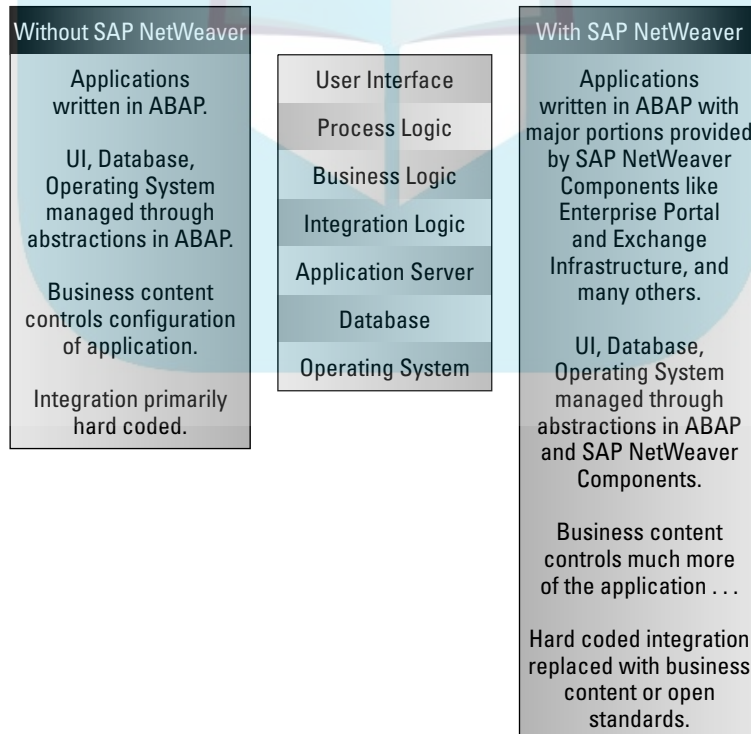 Without SAP NetWeaver
Applications
written in ABAP.
UI, Database,
Operating System
managed through
abstractions in ABAP.
Business content
controls configuration
of application.
Integration primarily
hard coded.
User Interface
Process Logic
Business Logic
Integration Logic
Application Server
Database
Operating System
With SAP NetWeaver
Applications
written in ABAP with
major portions provided
by SAP NetWeaver
Components like
Enterprise Portal
and Exchange
Infrastructure, and
many others.
UI, Database,
Operating System
managed through
abstractions in ABAP
and SAP NetWeaver
Components.
Business content
controls much more
of the application . . .
Hard coded integration
replaced with business
content or open
standards.